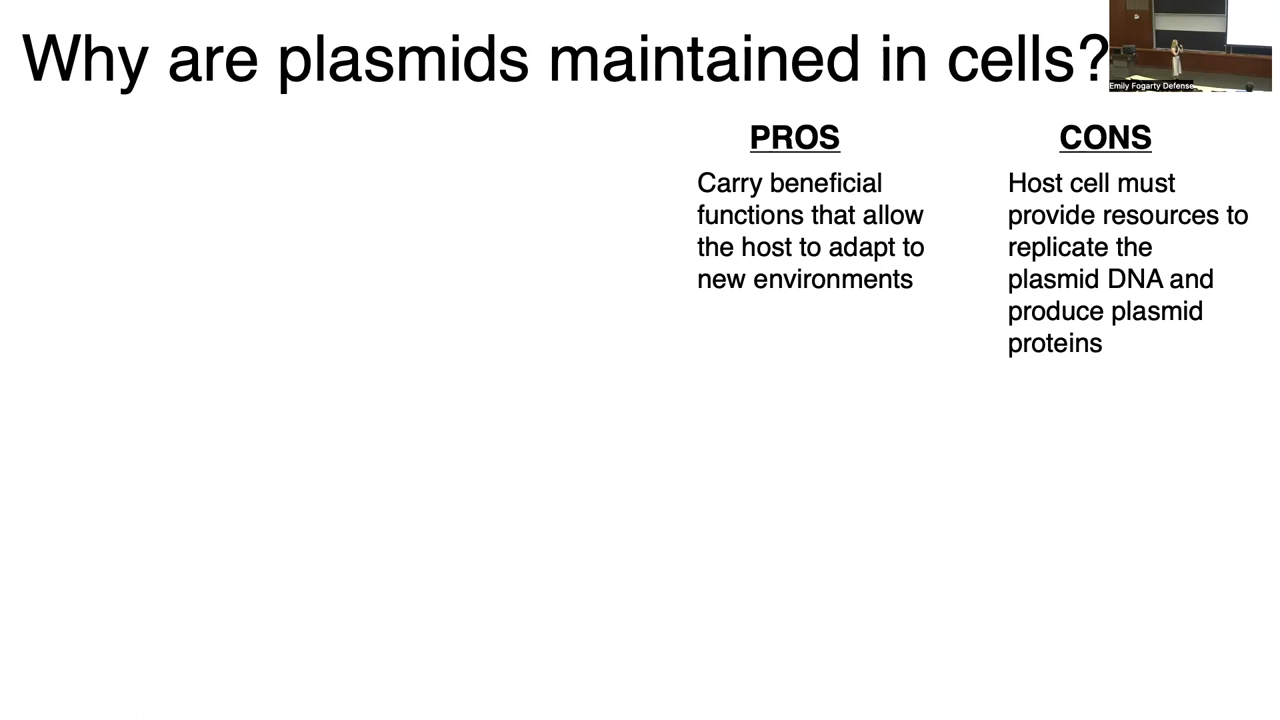 Why are plasmids maintained in cells?
Emily Fogarty Defense
PROS
Carry beneficial
functions that allow
the host to adapt to
new environments
CONS
Host cell must
provide resources to
replicate the
plasmid DNA and
produce plasmid
proteins